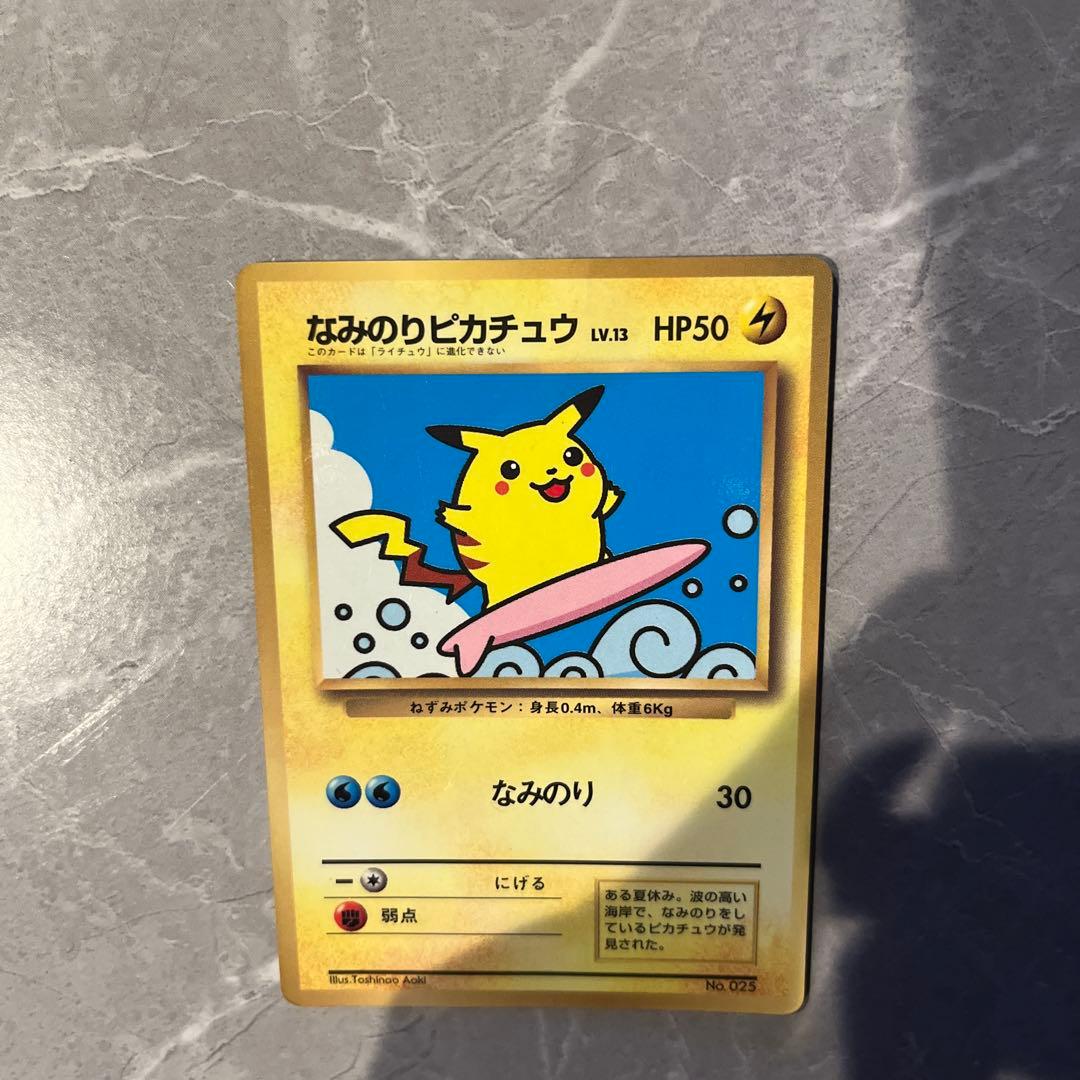 なみのりピカチュウ LV.13 HP50
このカードは「ライチュウ」に進化できない
ねずみポケモン：身長0.4m、体重6Kg
なみのり 30
にげる
弱点
ある夏休み。波の高い
海岸で、なみのりをし
ているピカチュウが発
見された。
Illus.Toshinao Aoki
No. 025